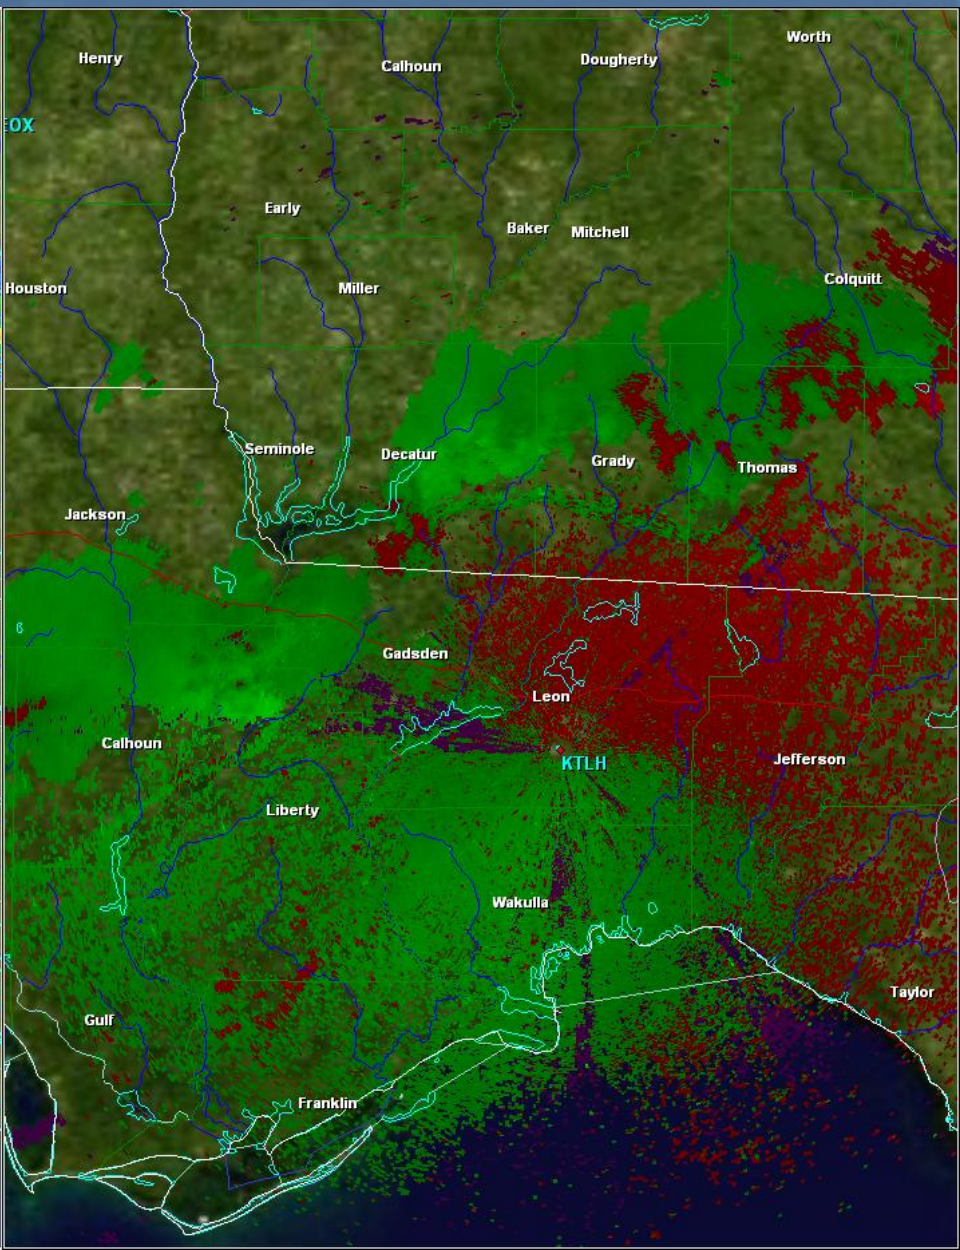 Henry
Calhoun
Dougherty
Worth
EOX
Early
Baker
Mitchell
Houston
Miller
Colquitt
Seminole
Decatur
Grady
Thomas
Jackson
6
Gadsden
Leon
Calhoun
KTLH
Jefferson
Liberty
Wakulla
Taylor
Gulf
Franklin